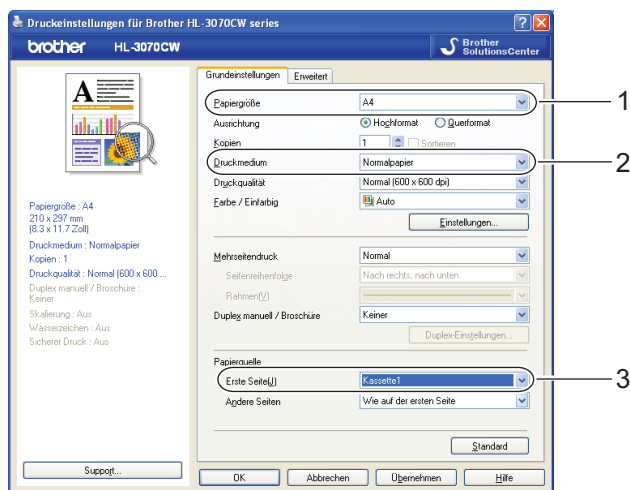 Druckeinstellungen für Brother HL-3070CW series
brother HL-3070CW
Brother
SolutionsCenter
A
Papiergröße : A4
210 x 297 mm
(8.3 x 11.7 Zoll)
Druckmedium : Normalpapier
Kopien : 1
Druckqualität : Normal (600 x 600 ...
Duplex manuell / Broschüre :
Keiner
Skalierung : Aus
Wasserzeichen : Aus
Sicherer Druck : Aus
Support...
Grundeinstellungen Erweitert
Papiergröße A4 1
Ausrichtung Hochformat Querformat
Kopien 1 Sortieren
Druckmedium Normalpapier 2
Druckqualität Normal (600 x 600 dpi)
Farbe / Einfarbig Auto
Einstellungen...
Mehrseitendruck Normal
Seitenreihenfolge Nach rechts, nach unten
Rahmen(V)
Duplex manuell / Broschüre Keiner
Duplex-Einstellungen...
Papierquelle
Erste Seite(J) Kassette1 3
Andere Seiten Wie auf der ersten Seite
Standard
OK Abbrechen Übernehmen Hilfe